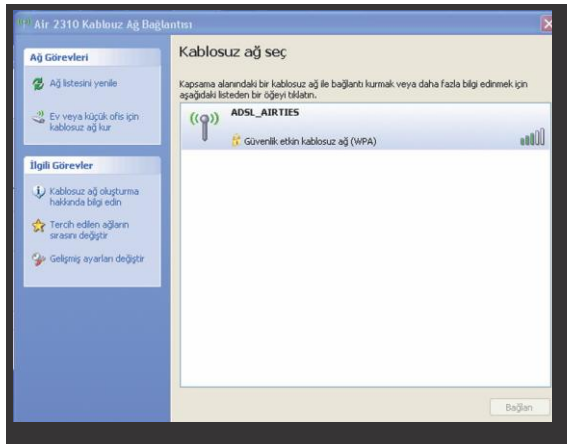 Air 2310 Kablouz Ağ Bağlantısı
Ağ Görevleri
Ağ listesini yenile
Ev veya küçük ofis için
kablosuz ağ kur
İlgili Görevler
Kablosuz ağ oluşturma
hakkında bilgi edin
Tercih edilen ağların
sırasını değiştir
Gelişmiş ayarları değiştir
Kablosuz ağ seç
Kapsama alanındaki bir kablosuz ağ ile bağlantı kurmak veya daha fazla bilgi edinmek için
aşağıdaki listeden bir öğeyi tıklatın.
ADSL_AIRTIES
Güvenlik etkin kablosuz ağ (WPA)
Bağlan